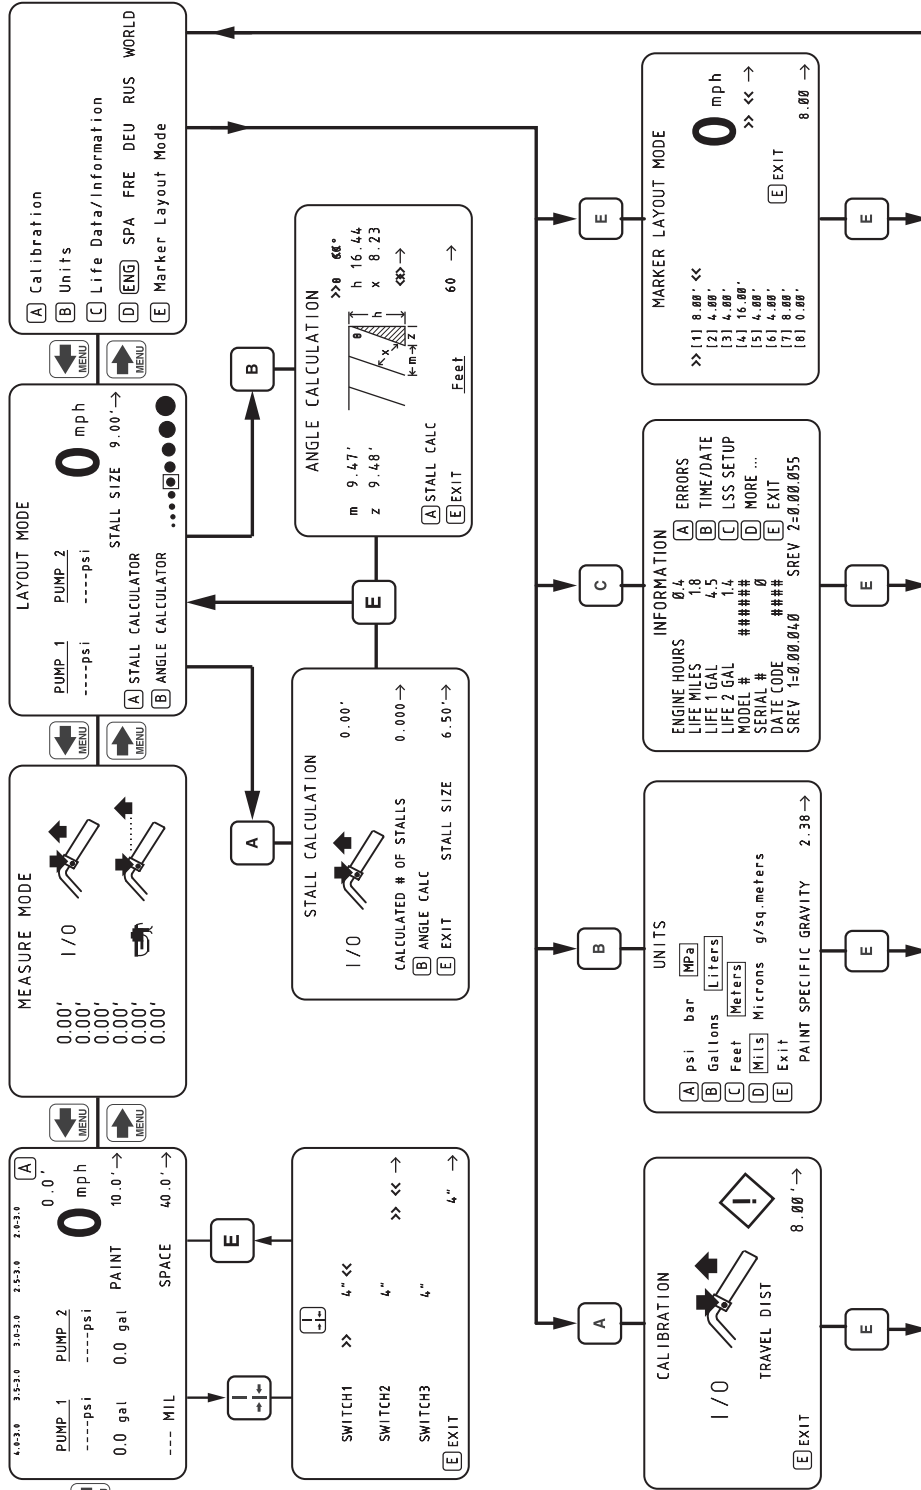 4.0-3.0 3.5-3.0 3.0-3.0 2.5-3.0 2.0-3.0
A
PUMP 1 PUMP 2 0.0'
----psi ----psi 0 mph
0.0 gal 0.0 gal PAINT 10.0'→
--- MIL SPACE 40.0'→
MENU
MENU
MEASURE MODE
0.00'
0.00'
0.00'
0.00'
0.00'
0.00'
I/O
MENU
MENU
LAYOUT MODE
PUMP 1 PUMP 2
----psi ----psi 0 mph
STALL SIZE 9.00'→
A STALL CALCULATOR
B ANGLE CALCULATOR
MENU
MENU
A Calibration
B Units
C Life Data/Information
D ENG SPA FRE DEU RUS WORLD
E Marker Layout Mode
E
SWITCH1 >> 4" <<
SWITCH2 4" >> << →
SWITCH3 4"
E EXIT 4" →
A
STALL CALCULATION
I/O 0.00'
CALCULATED # OF STALLS 0.000→
B ANGLE CALC
E EXIT STALL SIZE 6.50'→
E
B
ANGLE CALCULATION
m 9.47'
z 9.48'
θ
h
x
m
z
h 16.44
x 8.23
A STALL CALC
E EXIT Feet 60 →
A
CALIBRATION
I/O
TRAVEL DIST
!
8.00'→
E EXIT
E
B
UNITS
A psi bar MPa
B Gallons Liters
C Feet Meters
D Mils Microns g/sq.meters
E Exit
PAINT SPECIFIC GRAVITY 2.38→
E
C
INFORMATION
ENGINE HOURS 0.4 A ERRORS
LIFE MILES 1.8 B TIME/DATE
LIFE 1 GAL 4.5 C LSS SETUP
LIFE 2 GAL 1.4 D MORE ...
MODEL # ###### E EXIT
SERIAL # 0
DATE CODE ####
SREV 1=0.00.040 SREV 2=0.00.055
E
E
MARKER LAYOUT MODE
>> [1] 8.00' <<
[2] 4.00'
[3] 4.00'
[4] 16.00'
[5] 4.00'
[6] 4.00'
[7] 8.00'
[8] 0.00'
0 mph
>> << →
E EXIT
8.00 →
E